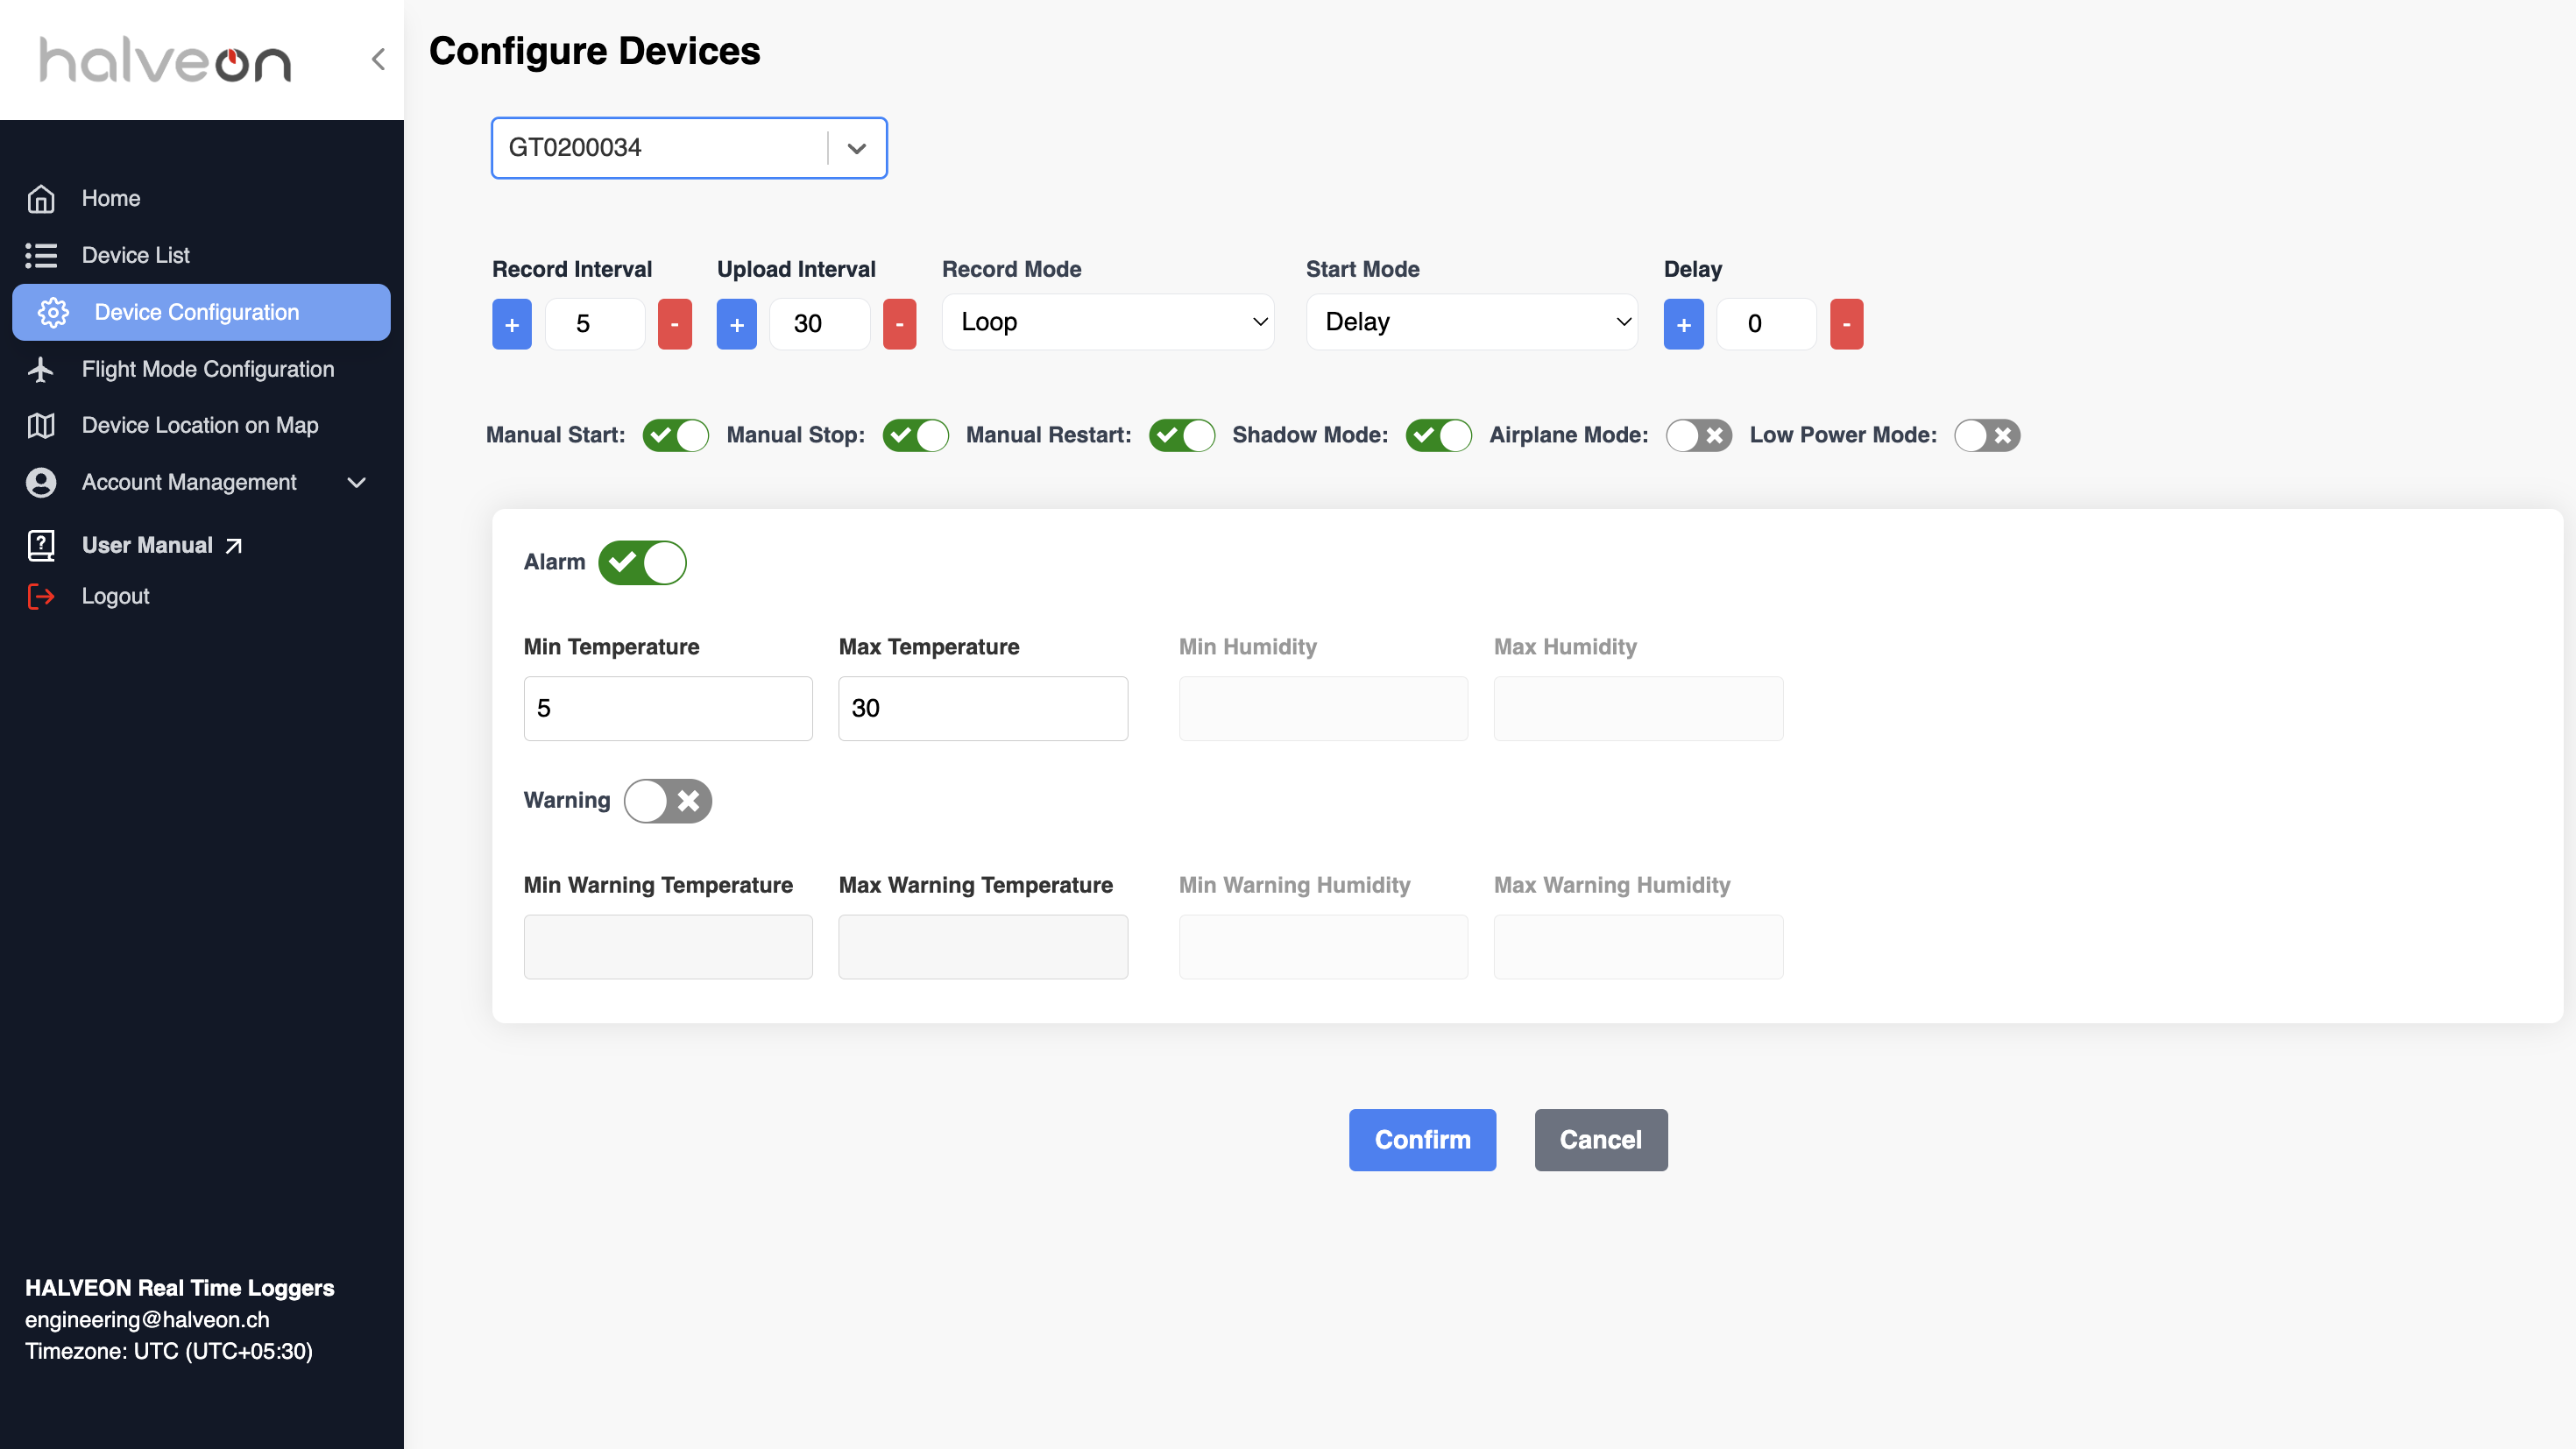 halveon
Home
Device List
Device Configuration
Flight Mode Configuration
Device Location on Map
Account Management
User Manual
Logout
HALVEON Real Time Loggers
engineering@halveon.ch
Timezone: UTC (UTC+05:30)
Configure Devices
GT0200034
Record Interval Upload Interval Record Mode Start Mode Delay
+ 5 - + 30 - Loop Delay + 0 -
Manual Start: Manual Stop: Manual Restart: Shadow Mode: Airplane Mode: Low Power Mode:
Alarm
Min Temperature Max Temperature Min Humidity Max Humidity
5 30
Warning
Min Warning Temperature Max Warning Temperature Min Warning Humidity Max Warning Humidity
Confirm Cancel